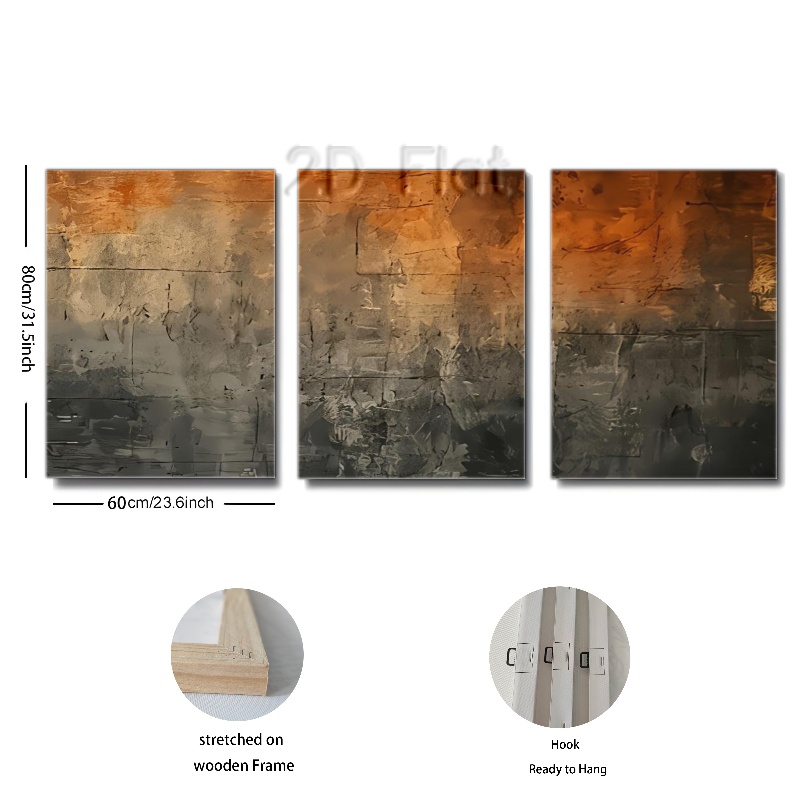 2D Flat
80cm/31.5inch
60cm/23.6inch
stretched on
wooden Frame
Hook
Ready to Hang